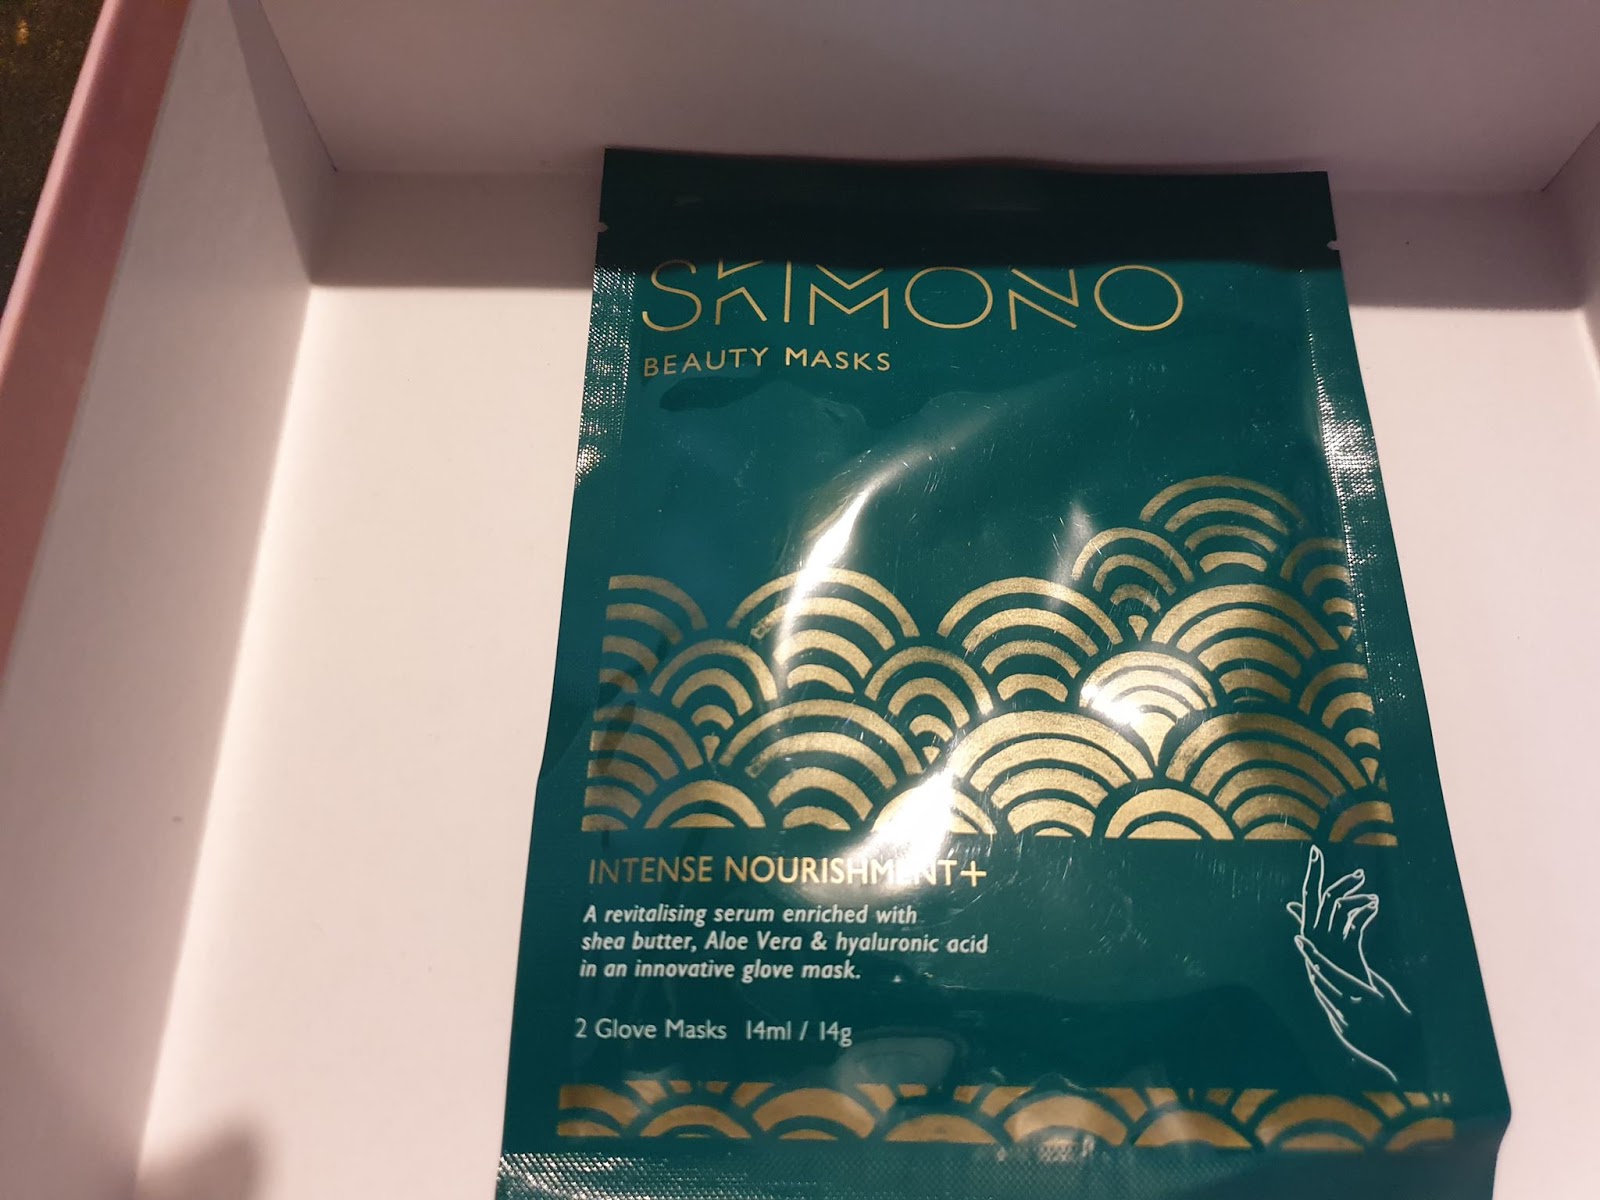 SKIMONO
BEAUTY MASKS
INTENSE NOURISHMENT+
A revitalising serum enriched with
shea butter, Aloe Vera & hyaluronic acid
in an innovative glove mask.
2 Glove Masks 14ml / 14g